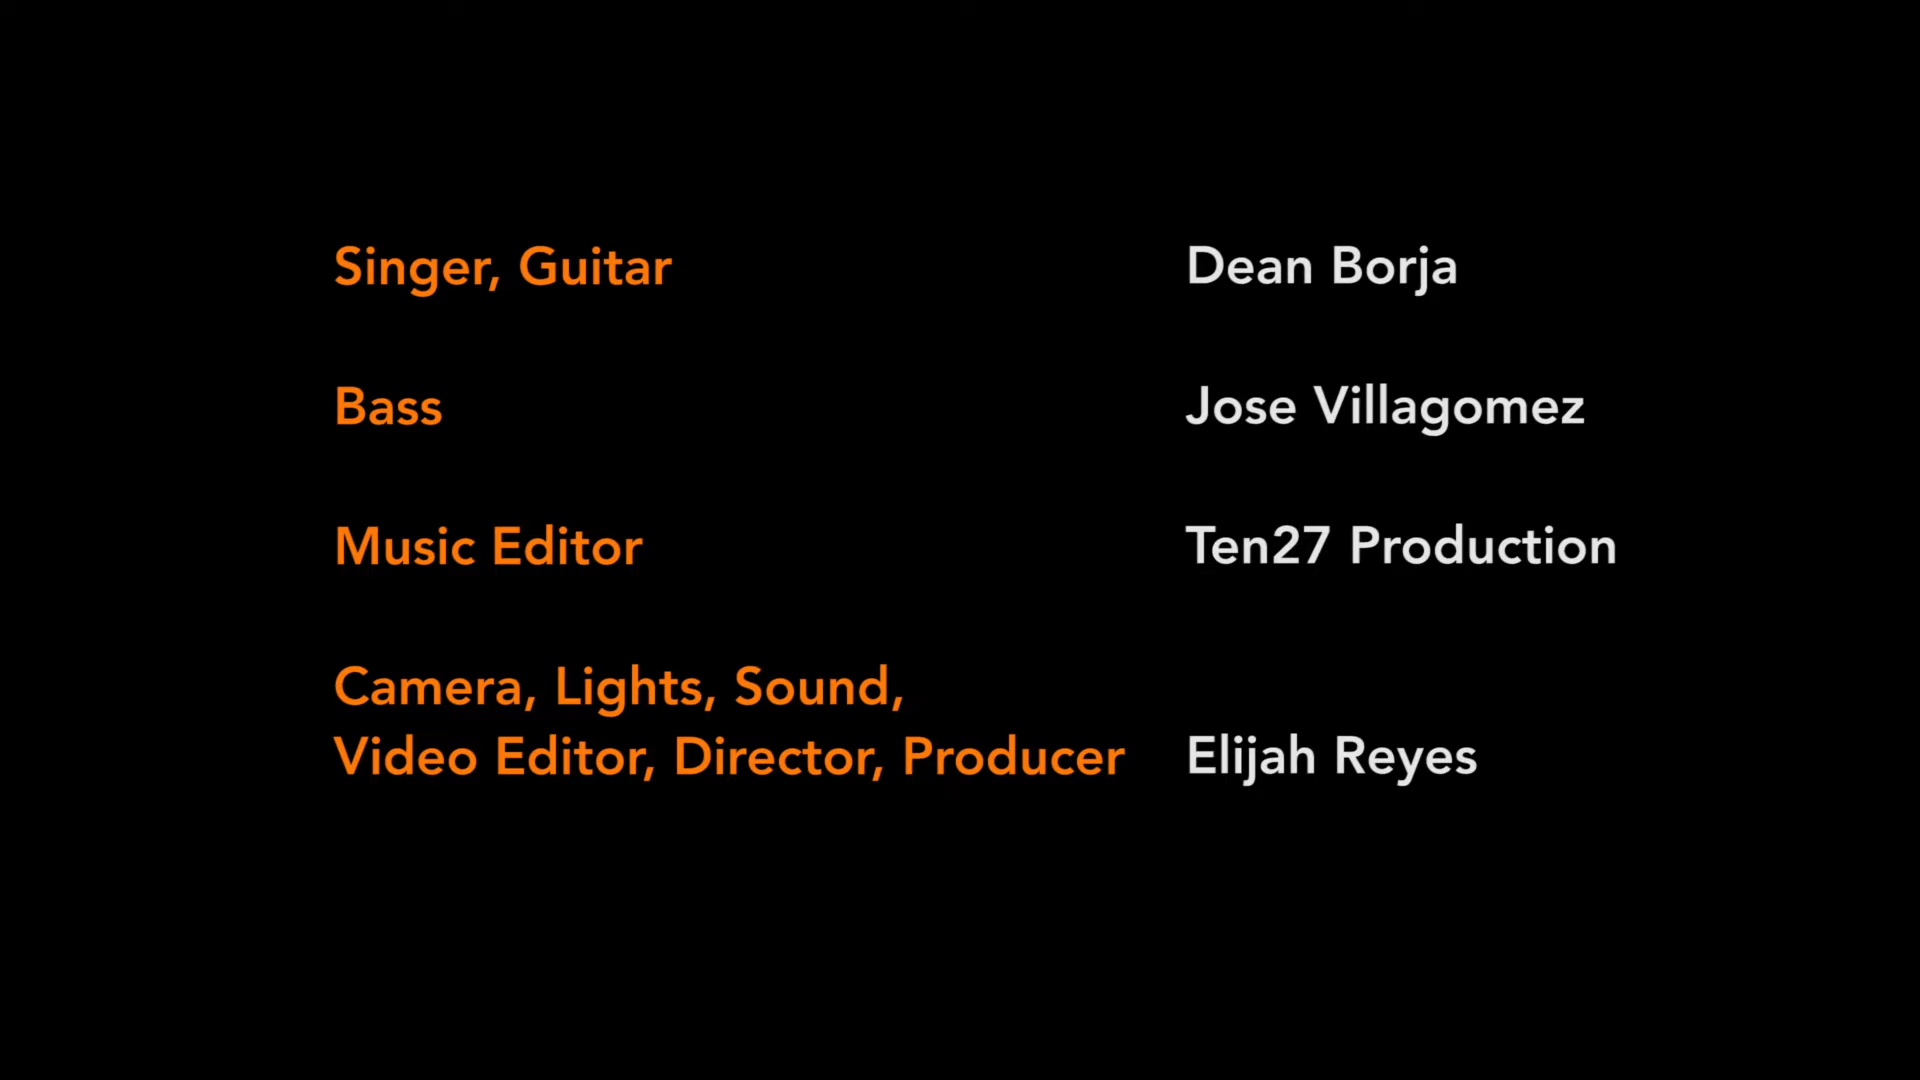 Singer, Guitar Dean Borja
Bass Jose Villagomez
Music Editor Ten27 Production
Camera, Lights, Sound,
Video Editor, Director, Producer Elijah Reyes